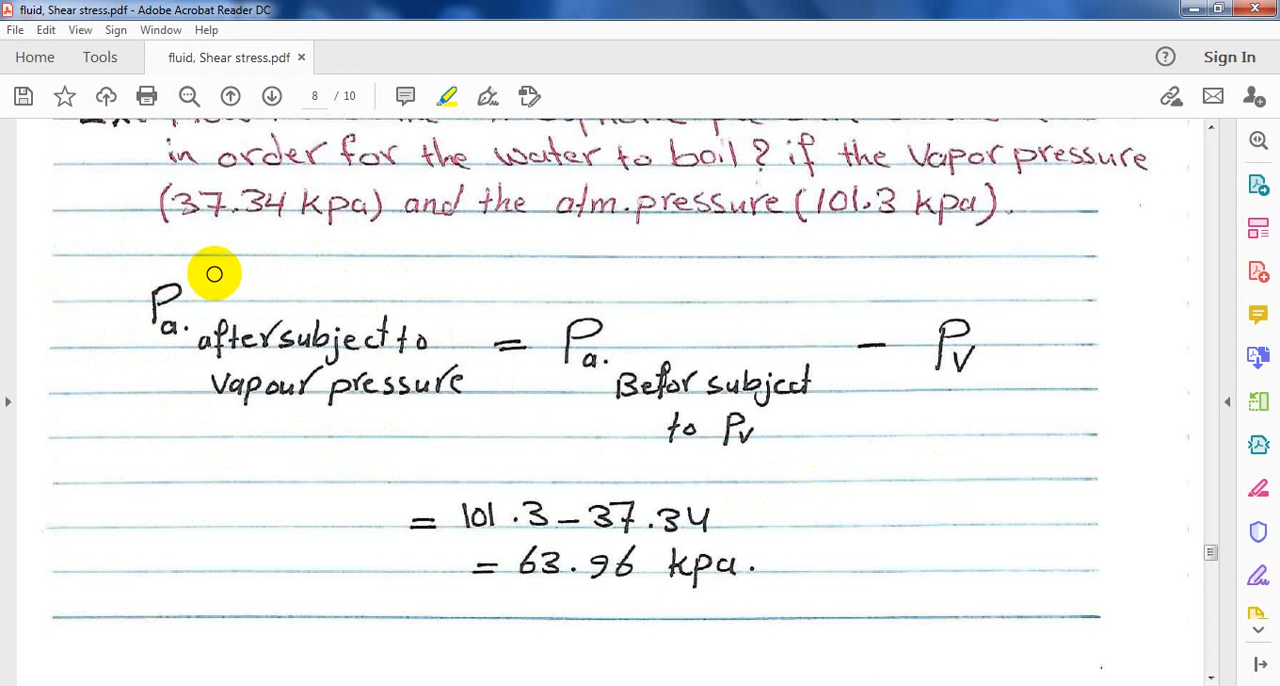 fluid, Shear stress.pdf - Adobe Acrobat Reader DC
File Edit View Sign Window Help
Home Tools fluid, Shear stress.pdf × Sign In
8 / 10
in order for the water to boil? if the Vapor pressure
(37.34 kpa) and the atm.pressure (101.3 kpa).
Pa. after subject to vapour pressure = Pa. Befor subject to Pv - Pv
= 101.3 - 37.34
= 63.96 kpa.